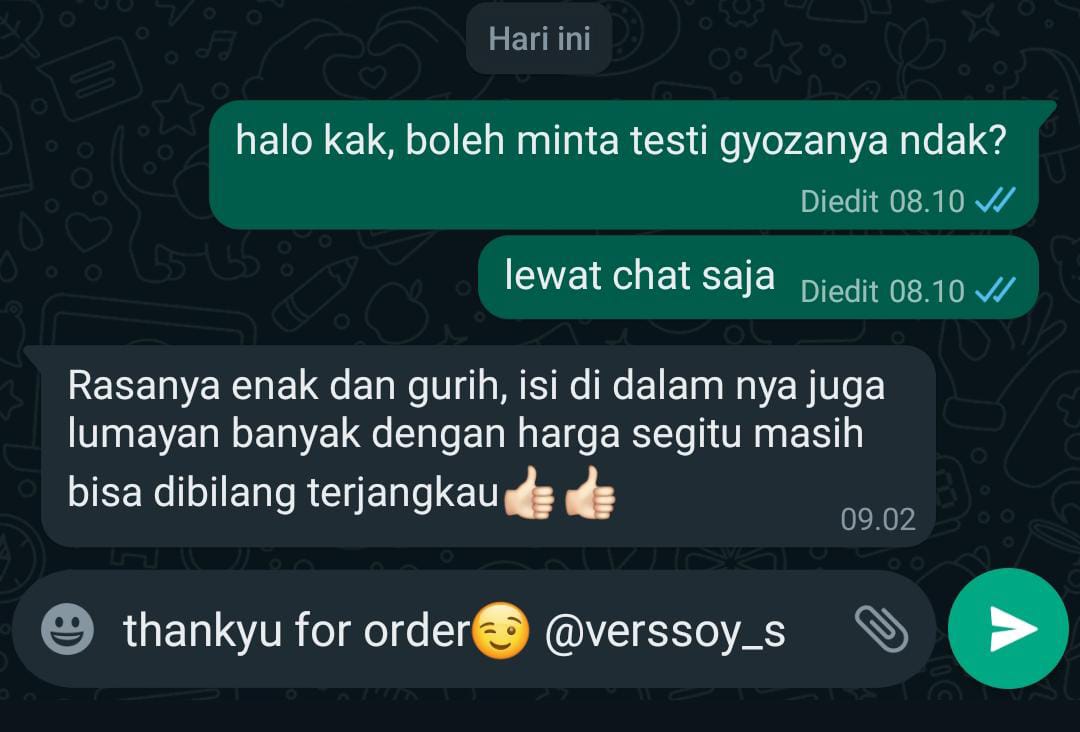 Hari ini
halo kak, boleh minta testi gyozanya ndak?
Diedit 08.10
lewat chat saja
Diedit 08.10
Rasanya enak dan gurih, isi di dalam nya juga
lumayan banyak dengan harga segitu masih
bisa dibilang terjangkau👍🏻👍🏻
09.02
thankyu for order😉 @verssoy_s